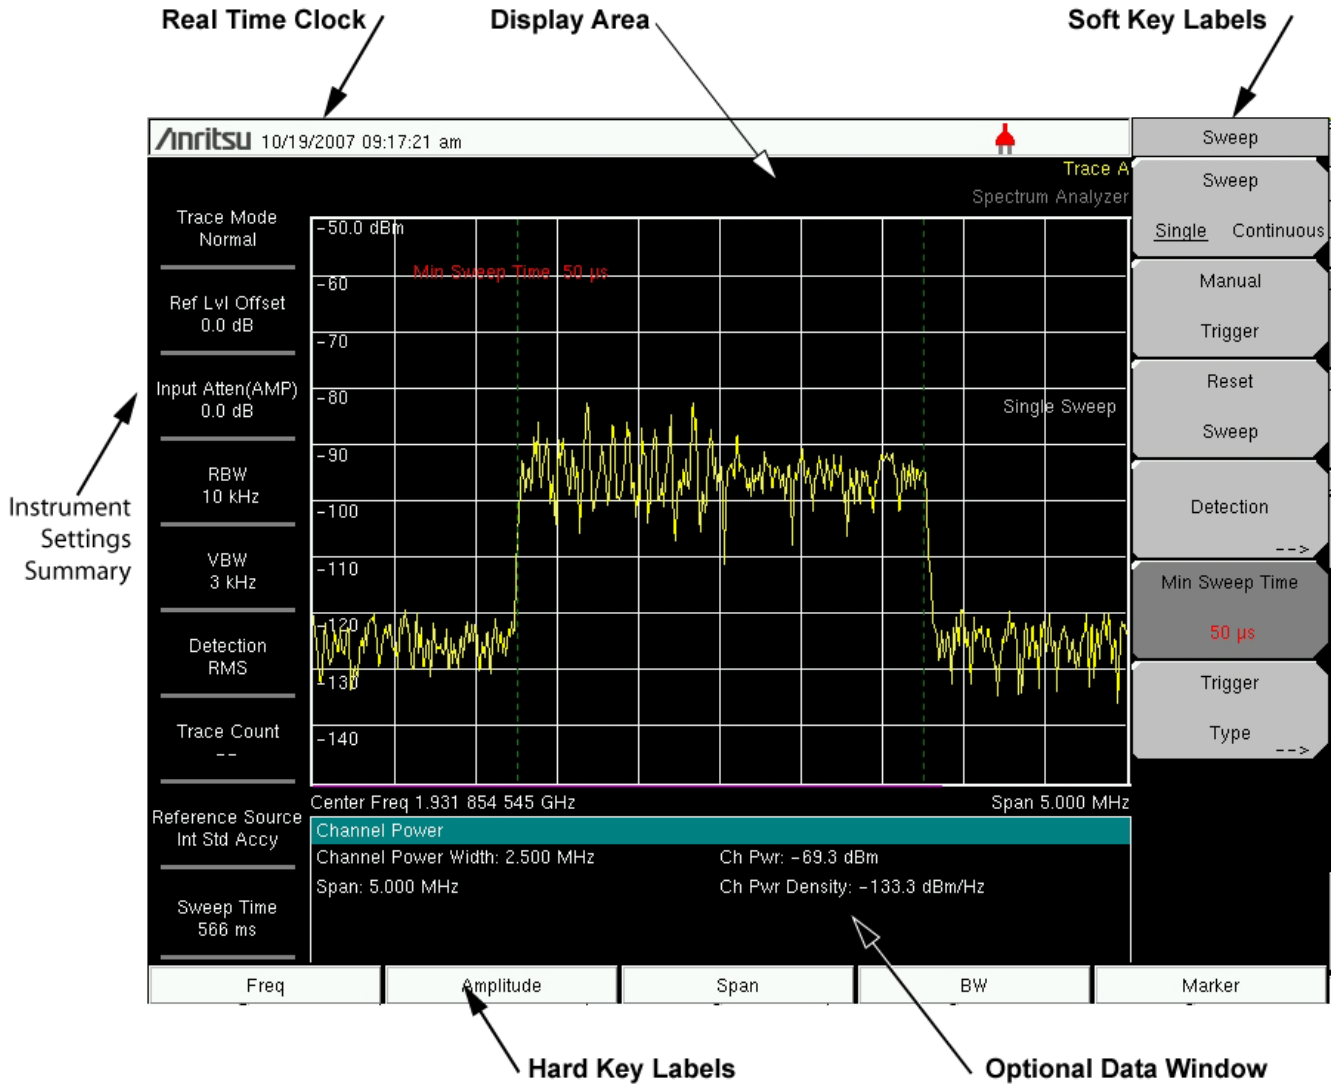 Real Time Clock
Display Area
Soft Key Labels
Anritsu 10/19/2007 09:17:21 am
Trace A
Spectrum Analyzer
Trace Mode
Normal
Ref Lvl Offset
0.0 dB
Input Atten(AMP)
0.0 dB
RBW
10 kHz
VBW
3 kHz
Detection
RMS
Trace Count
--
Reference Source
Int Std Accy
Sweep Time
566 ms
Instrument
Settings
Summary
-50.0 dBm
Min Sweep Time 50 µs
-60
-70
-80
Single Sweep
-90
-100
-110
-120
-130
-140
Center Freq 1.931 854 545 GHz
Span 5.000 MHz
Channel Power
Channel Power Width: 2.500 MHz
Ch Pwr: -69.3 dBm
Span: 5.000 MHz
Ch Pwr Density: -133.3 dBm/Hz
Sweep
Sweep
Single Continuous
Manual
Trigger
Reset
Sweep
Detection
-->
Min Sweep Time
50 µs
Trigger
Type
-->
Freq
Amplitude
Span
BW
Marker
Hard Key Labels
Optional Data Window